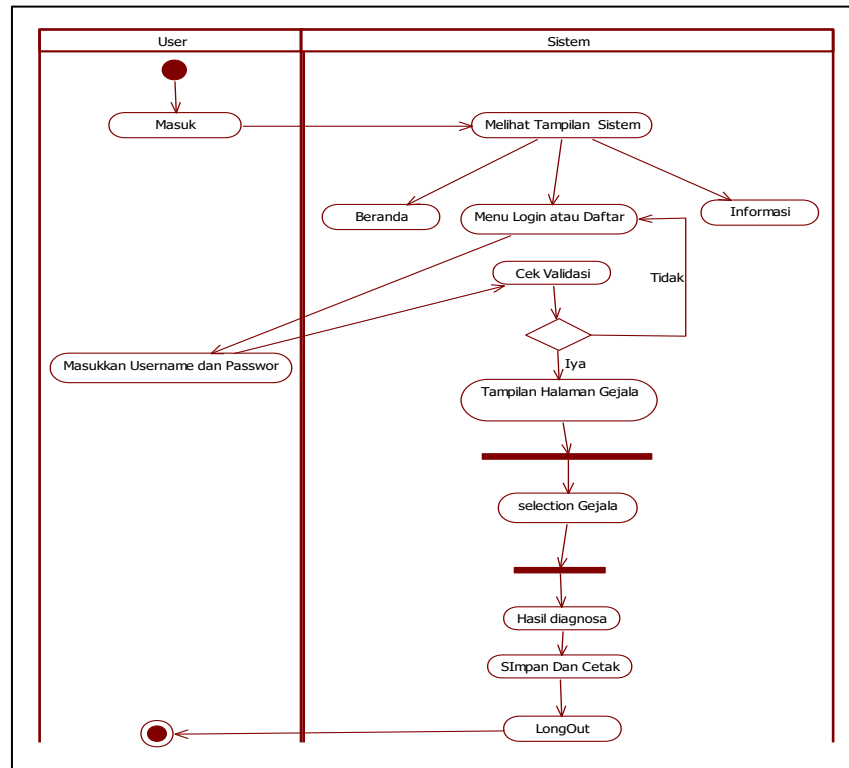 User
Sistem
Masuk
Melihat Tampilan Sistem
Beranda
Menu Login atau Daftar
Informasi
Cek Validasi
Tidak
Masukkan Username dan Passwor
Iya
Tampilan Halaman Gejala
selection Gejala
Hasil diagnosa
SImpan Dan Cetak
LongOut